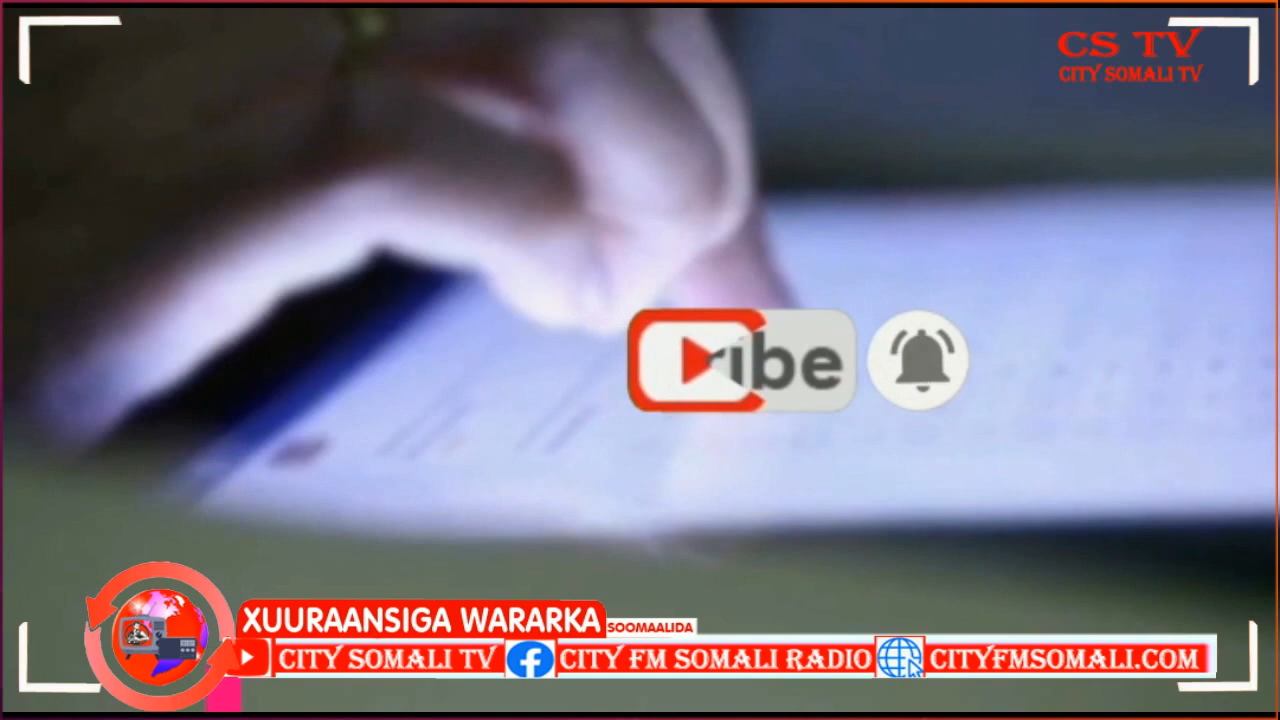 CS TV
CITY SOMALI TV
ribe
XUURAANSIGA WARARKA
SOOMAALIDA
CITY SOMALI TV CITY FM SOMALI RADIO CITYFMSOMALI.COM